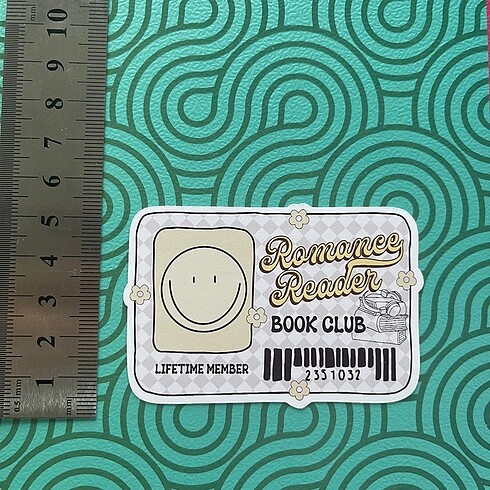 Romance
Reader
BOOK CLUB
LIFETIME MEMBER
2351032
mm
10
9
8
7
6
5
4
3
2
1
0.5 mm
mm